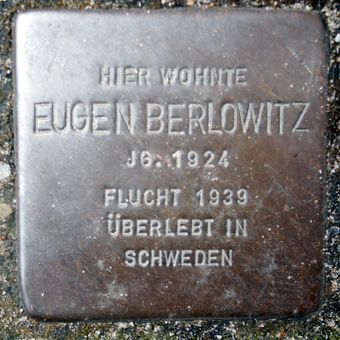 HIER WOHNTE
EUGEN BERLOWITZ
JG. 1924
FLUCHT 1939
ÜBERLEBT IN
SCHWEDEN